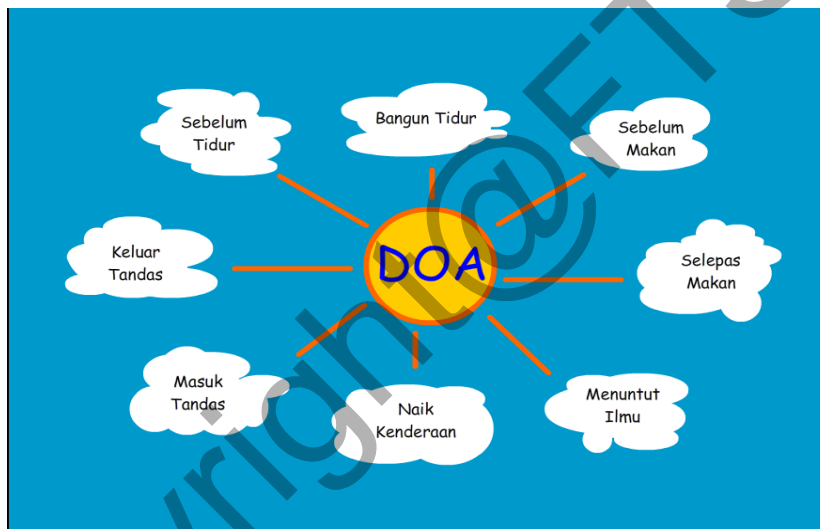 Sebelum
Tidur
Bangun Tidur
Sebelum
Makan
Keluar
Tandas
DOA
Selepas
Makan
Masuk
Tandas
Naik
Kenderaan
Menuntut
Ilmu